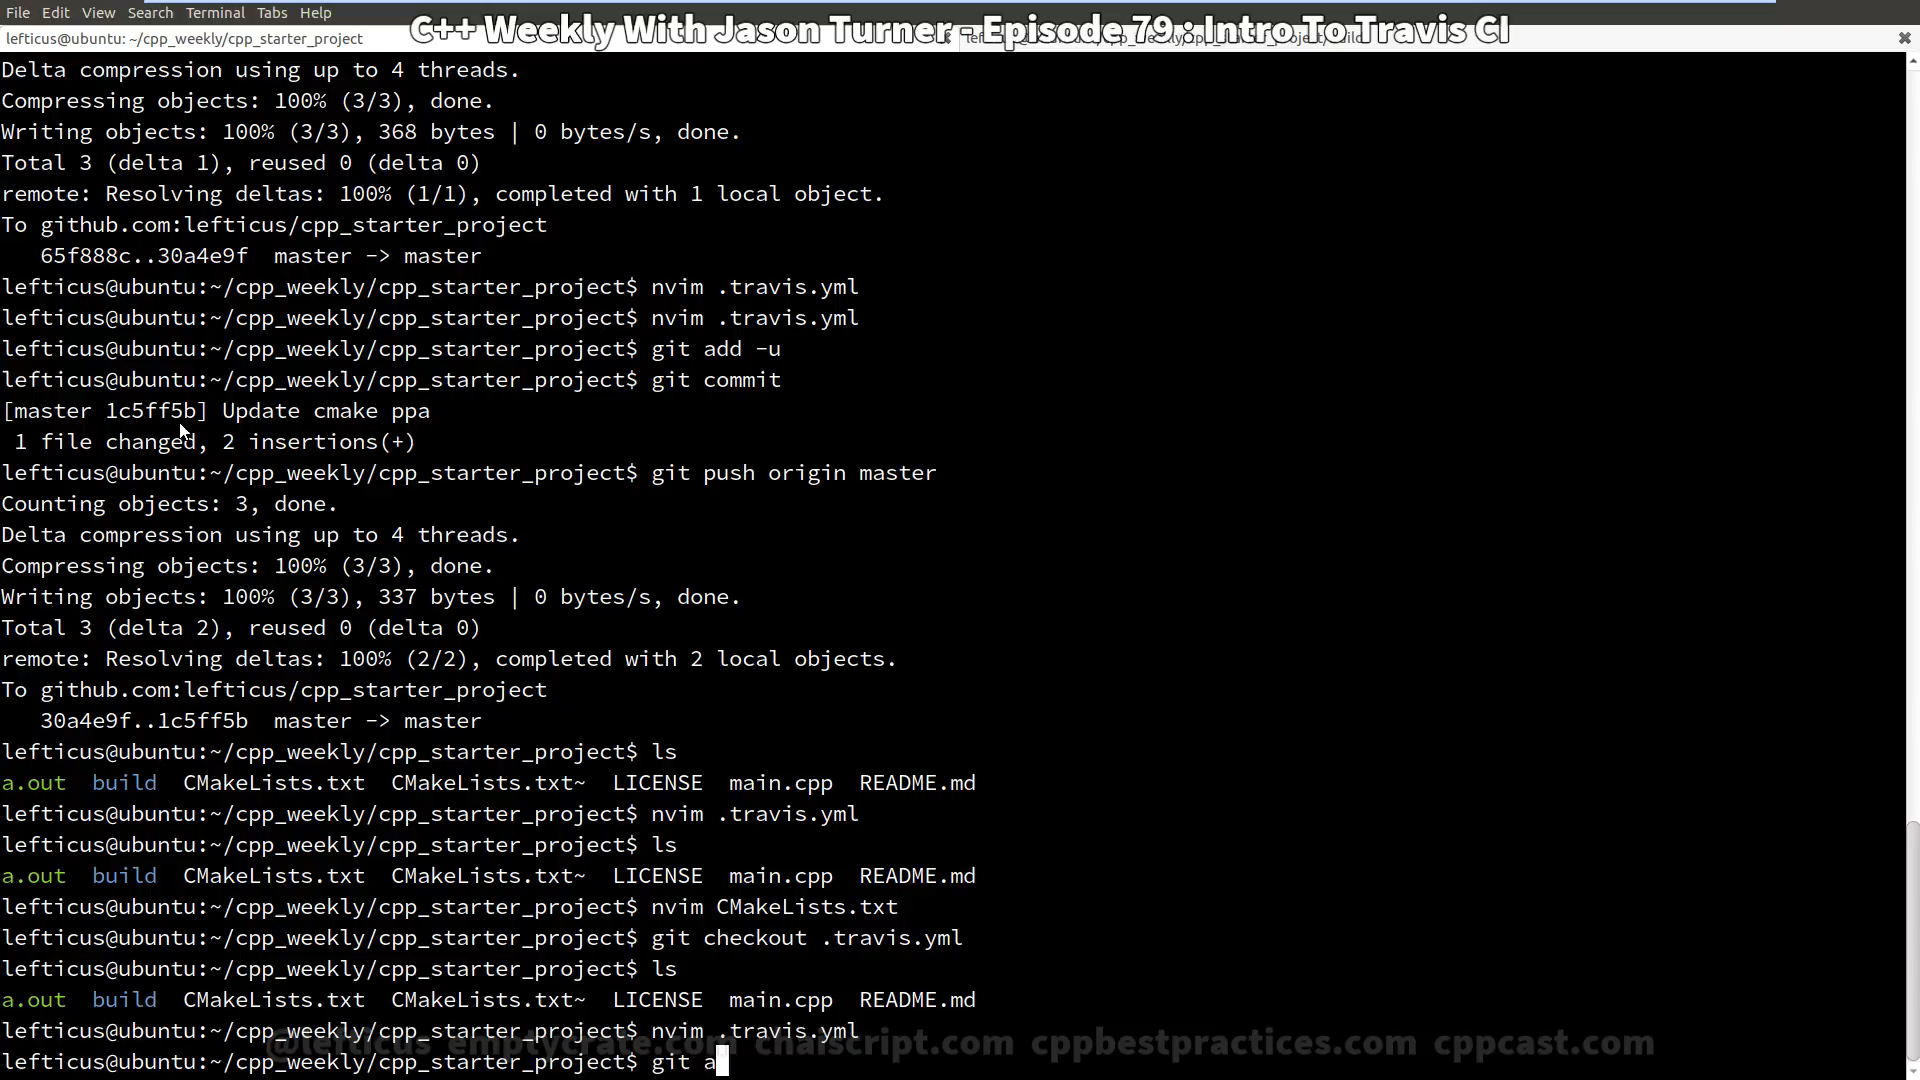 File Edit View Search Terminal Tabs Help
C++ Weekly With Jason Turner - Episode 79 : Intro To Travis CI
lefticus@ubuntu: ~/cpp_weekly/cpp_starter_project
Delta compression using up to 4 threads.
Compressing objects: 100% (3/3), done.
Writing objects: 100% (3/3), 368 bytes | 0 bytes/s, done.
Total 3 (delta 1), reused 0 (delta 0)
remote: Resolving deltas: 100% (1/1), completed with 1 local object.
To github.com:lefticus/cpp_starter_project
65f888c..30a4e9f  master -> master
lefticus@ubuntu:~/cpp_weekly/cpp_starter_project$ nvim .travis.yml
lefticus@ubuntu:~/cpp_weekly/cpp_starter_project$ nvim .travis.yml
lefticus@ubuntu:~/cpp_weekly/cpp_starter_project$ git add -u
lefticus@ubuntu:~/cpp_weekly/cpp_starter_project$ git commit
[master 1c5ff5b] Update cmake ppa
1 file changed, 2 insertions(+)
lefticus@ubuntu:~/cpp_weekly/cpp_starter_project$ git push origin master
Counting objects: 3, done.
Delta compression using up to 4 threads.
Compressing objects: 100% (3/3), done.
Writing objects: 100% (3/3), 337 bytes | 0 bytes/s, done.
Total 3 (delta 2), reused 0 (delta 0)
remote: Resolving deltas: 100% (2/2), completed with 2 local objects.
To github.com:lefticus/cpp_starter_project
30a4e9f..1c5ff5b  master -> master
lefticus@ubuntu:~/cpp_weekly/cpp_starter_project$ ls
a.out  build  CMakeLists.txt  CMakeLists.txt~  LICENSE  main.cpp  README.md
lefticus@ubuntu:~/cpp_weekly/cpp_starter_project$ nvim .travis.yml
lefticus@ubuntu:~/cpp_weekly/cpp_starter_project$ ls
a.out  build  CMakeLists.txt  CMakeLists.txt~  LICENSE  main.cpp  README.md
lefticus@ubuntu:~/cpp_weekly/cpp_starter_project$ nvim CMakeLists.txt
lefticus@ubuntu:~/cpp_weekly/cpp_starter_project$ git checkout .travis.yml
lefticus@ubuntu:~/cpp_weekly/cpp_starter_project$ ls
a.out  build  CMakeLists.txt  CMakeLists.txt~  LICENSE  main.cpp  README.md
lefticus@ubuntu:~/cpp_weekly/cpp_starter_project$ nvim .travis.yml
@lefticus emptycrate.com chaiscript.com cppbestpractices.com cppcast.com
lefticus@ubuntu:~/cpp_weekly/cpp_starter_project$ git a